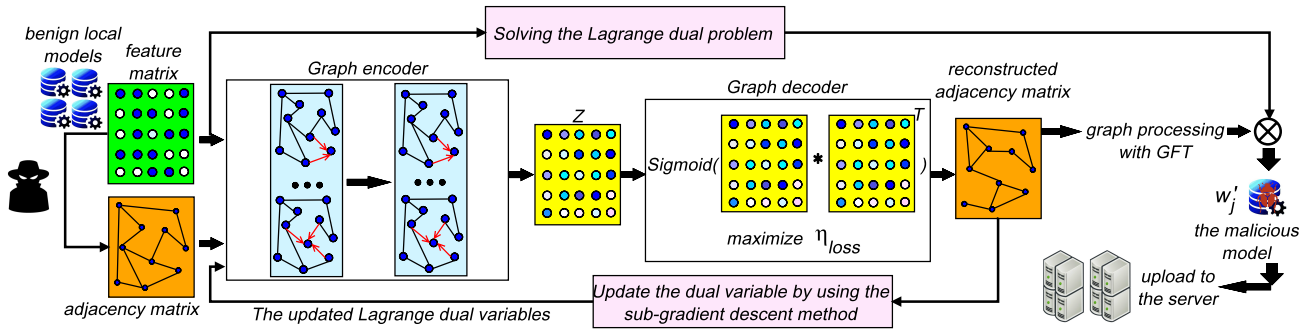 benign local
models
feature
matrix
adjacency matrix
Graph encoder
Solving the Lagrange dual problem
Z
Graph decoder
Sigmoid( * T )
maximize η loss
reconstructed
adjacency matrix
graph processing
with GFT
w'j
the malicious
model
upload to
the server
Update the dual variable by using the
sub-gradient descent method
The updated Lagrange dual variables